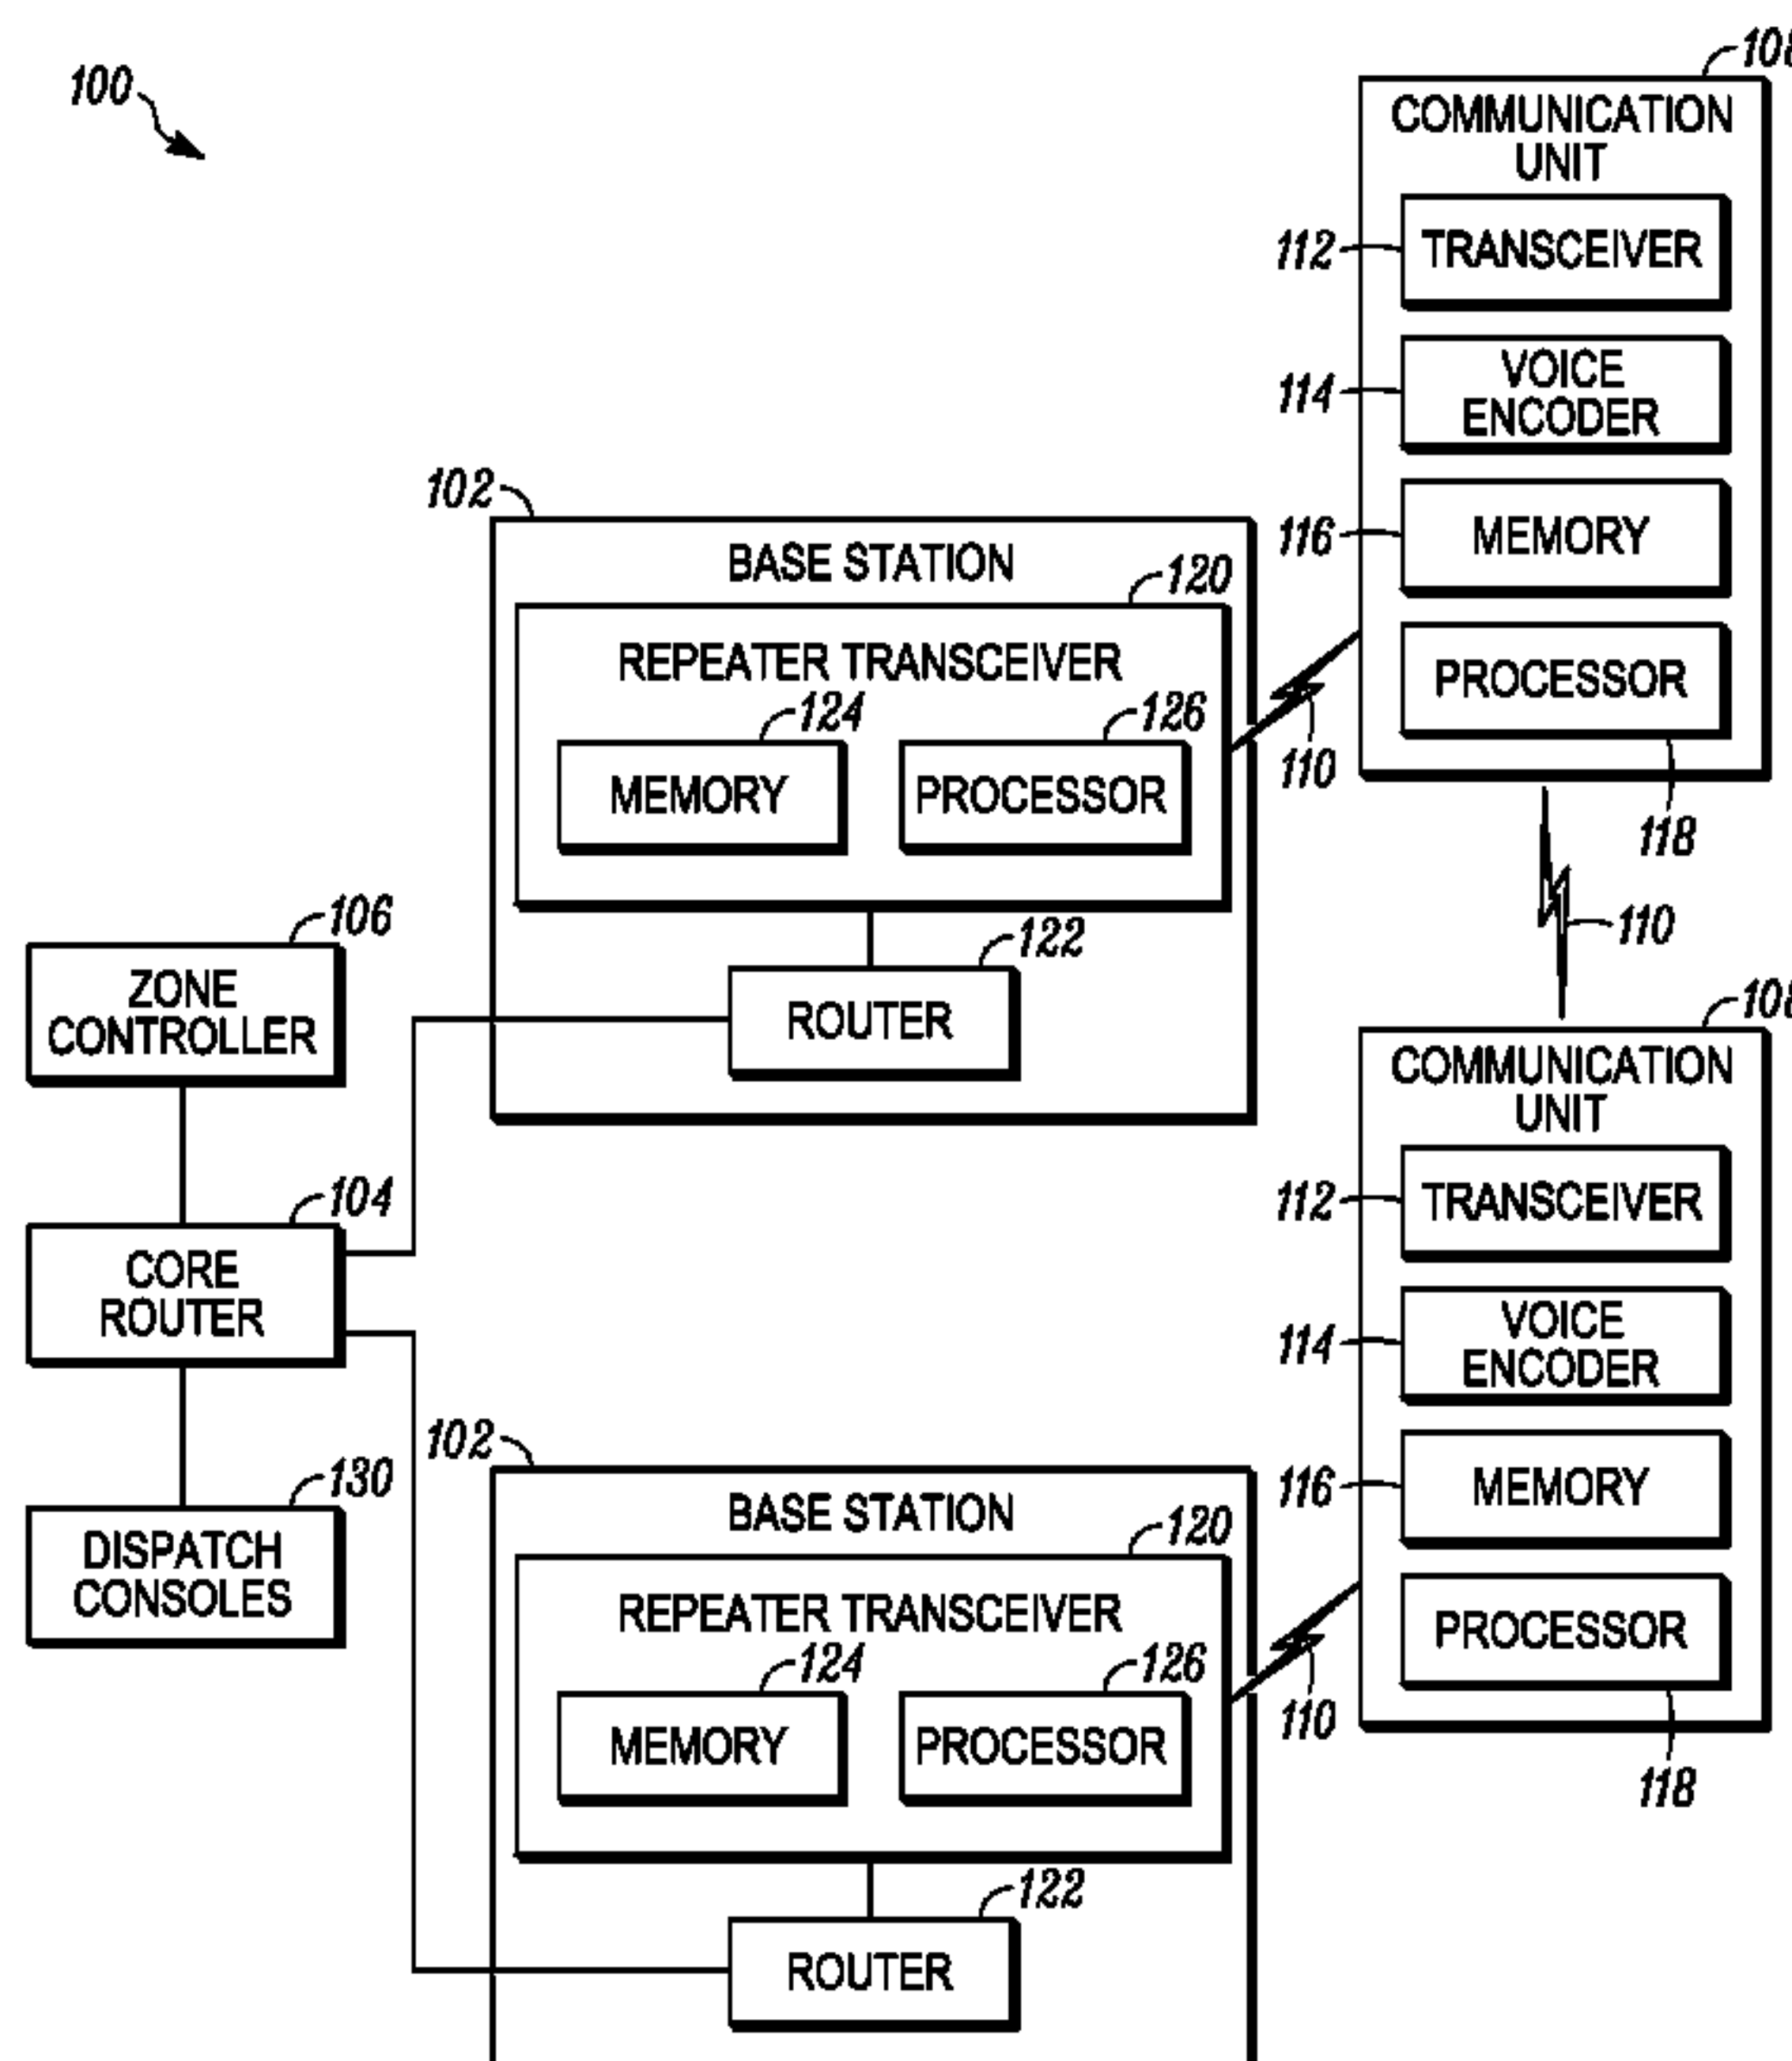 100
108
COMMUNICATION
UNIT
112
TRANSCEIVER
114
VOICE
ENCODER
116
MEMORY
PROCESSOR
118
110
102
BASE STATION
120
REPEATER TRANSCEIVER
124
MEMORY
126
PROCESSOR
110
122
ROUTER
106
ZONE
CONTROLLER
104
CORE
ROUTER
130
DISPATCH
CONSOLES
108
COMMUNICATION
UNIT
112
TRANSCEIVER
114
VOICE
ENCODER
116
MEMORY
PROCESSOR
118
102
BASE STATION
120
REPEATER TRANSCEIVER
124
MEMORY
126
PROCESSOR
110
122
ROUTER